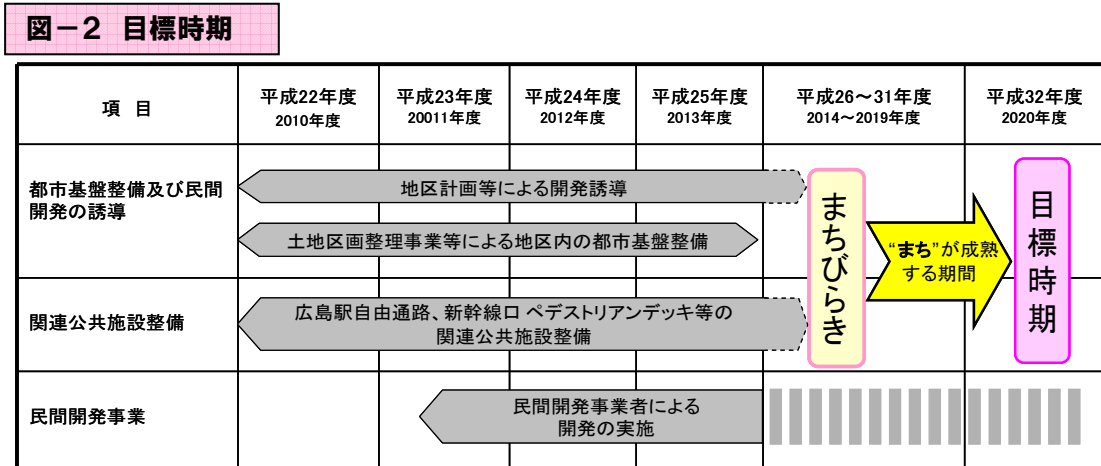 図－2 目標時期
項 目
平成22年度
2010年度
平成23年度
20011年度
平成24年度
2012年度
平成25年度
2013年度
平成26～31年度
2014～2019年度
平成32年度
2020年度
都市基盤整備及び民間
開発の誘導
地区計画等による開発誘導
土地区画整理事業等による地区内の都市基盤整備
まちびらき
“まち”が成熟
する期間
目標時期
関連公共施設整備
広島駅自由通路、新幹線口 ペデストリアンデッキ等の
関連公共施設整備
民間開発事業
民間開発事業者による
開発の実施